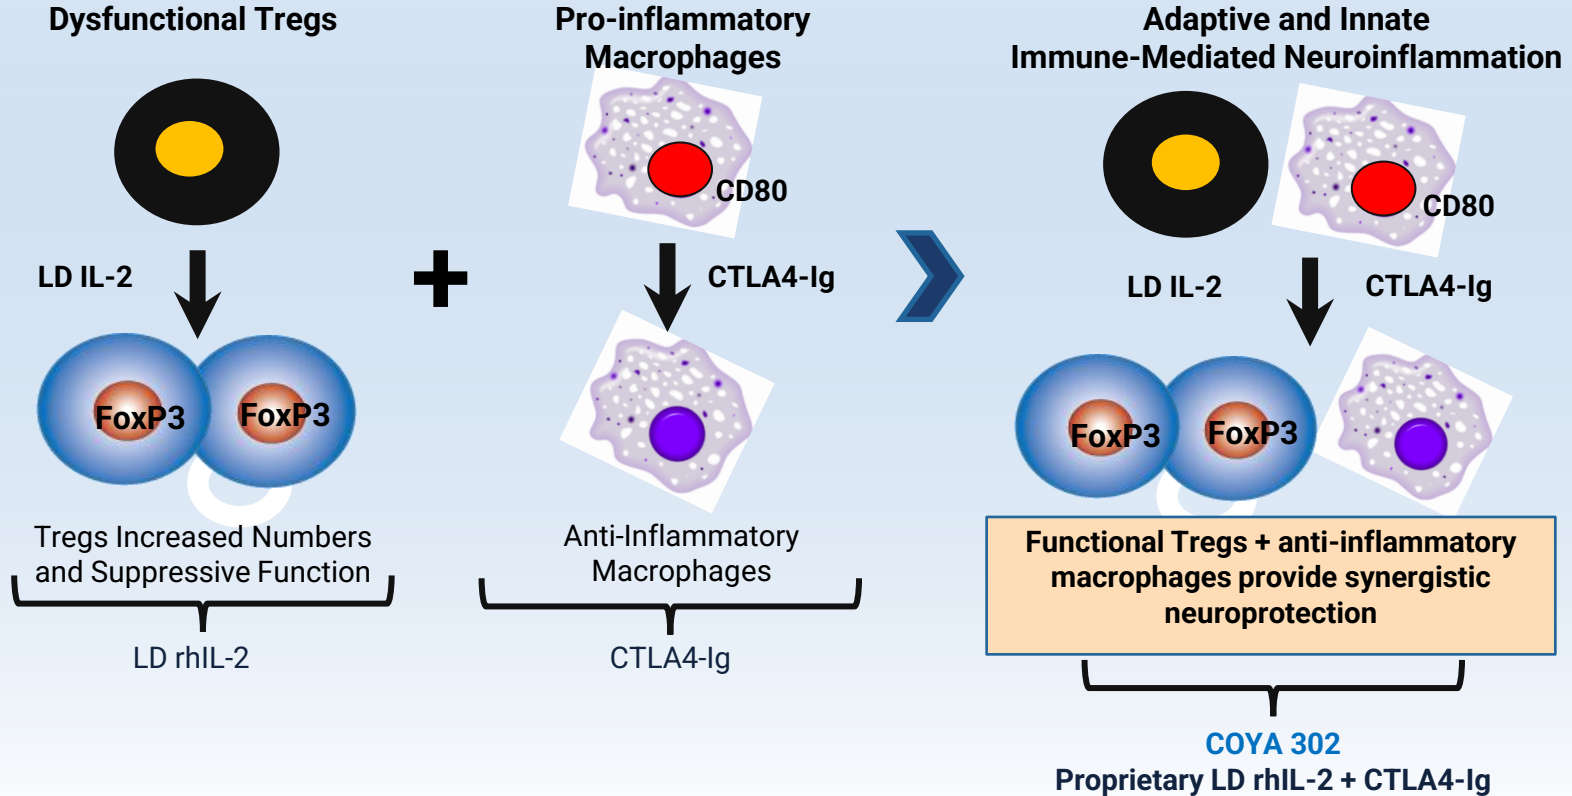 Dysfunctional Tregs
LD IL-2
FoxP3
FoxP3
Tregs Increased Numbers
and Suppressive Function
LD rhIL-2
Pro-inflammatory
Macrophages
CD80
CTLA4-Ig
Anti-Inflammatory
Macrophages
CTLA4-Ig
Adaptive and Innate
Immune-Mediated Neuroinflammation
CD80
LD IL-2
CTLA4-Ig
FoxP3
FoxP3
Functional Tregs + anti-inflammatory
macrophages provide synergistic
neuroprotection
COYA 302
Proprietary LD rhIL-2 + CTLA4-Ig